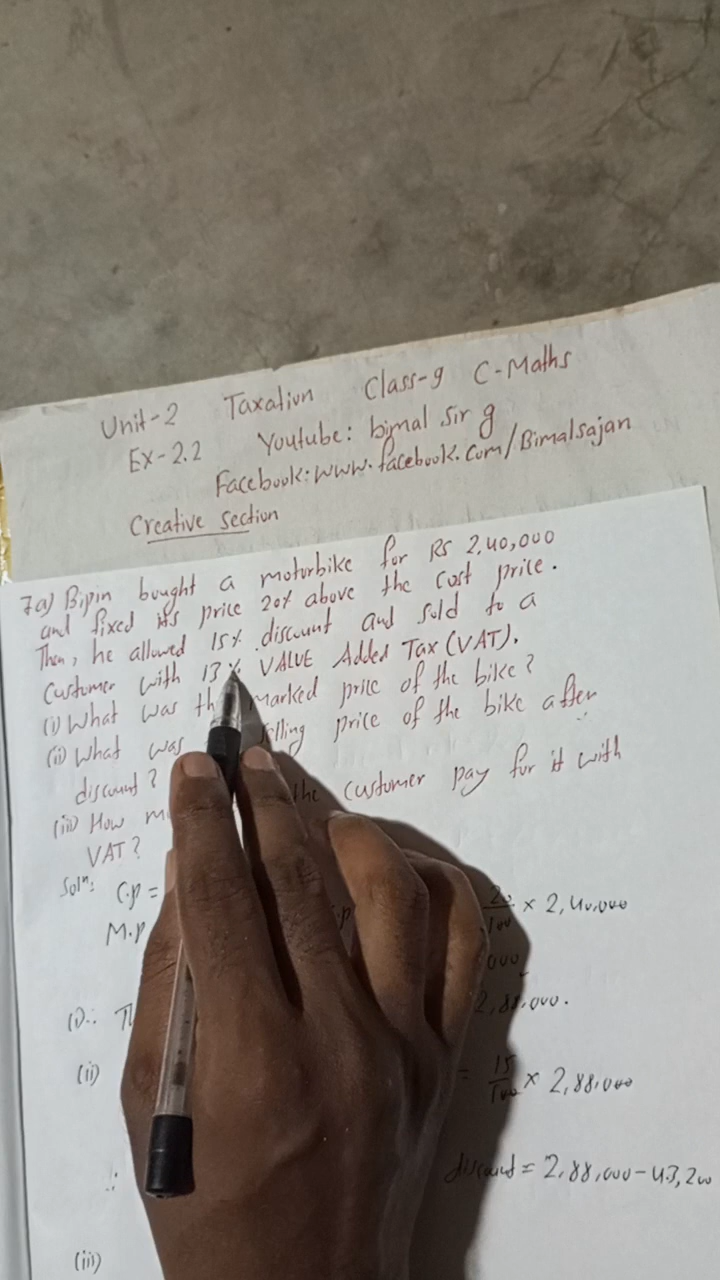 Unit-2 Taxation Class-9 C-Maths
Ex-2.2 Youtube: bimal sir g
Facebook: www.facebook.com/Bimalsajan
Creative section
7a) Bipin bought a motorbike for RS 2,40,000
and fixed its price 20% above the cost price.
Then, he allowed 15% discount and sold to a
customer with 13% VALUE Added Tax (VAT).
(i) What was th marked price of the bike?
(ii) What was lling price of the bike after
discount?
(iii) How m the customer pay for it with
VAT?
Soln: C.p =
M.p .p 20/100 × 2,40,000
000
2,88,000.
(i) ∴ T
(ii) = 15/100 × 2,88,000
∴ discount = 2,88,000 - 43,200
(iii)